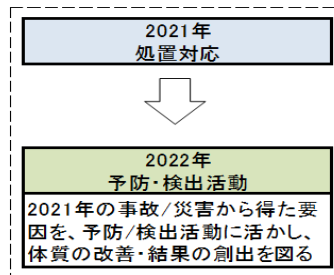 2021年
処置対応
2022年
予防・検出活動
2021年の事故/災害から得た要
因を、予防/検出活動に活かし、
体質の改善・結果の創出を図る